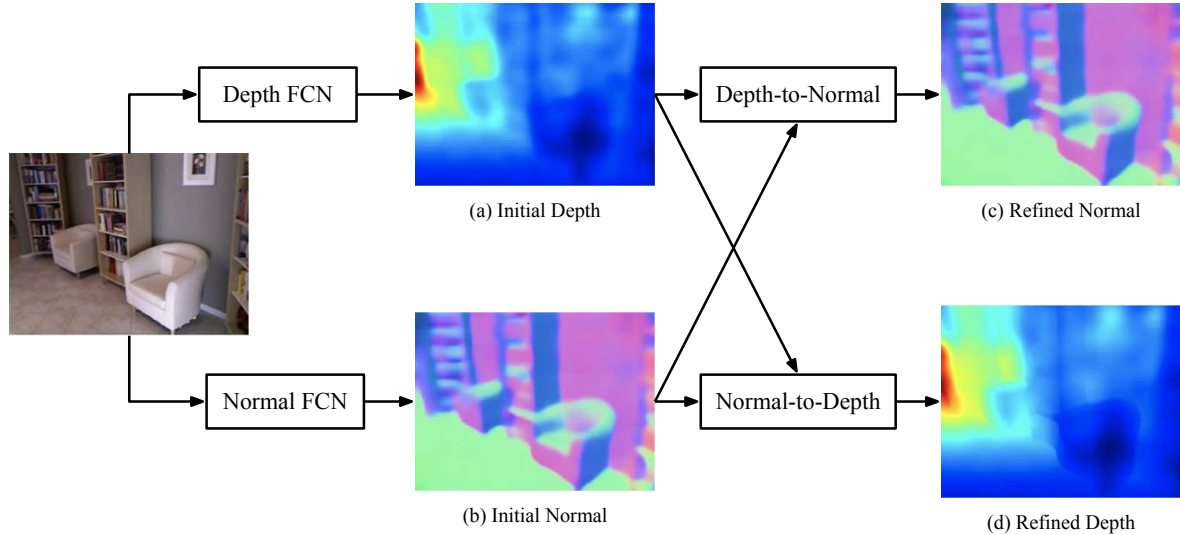 Depth FCN
Depth-to-Normal
(a) Initial Depth
(c) Refined Normal
Normal FCN
Normal-to-Depth
(b) Initial Normal
(d) Refined Depth